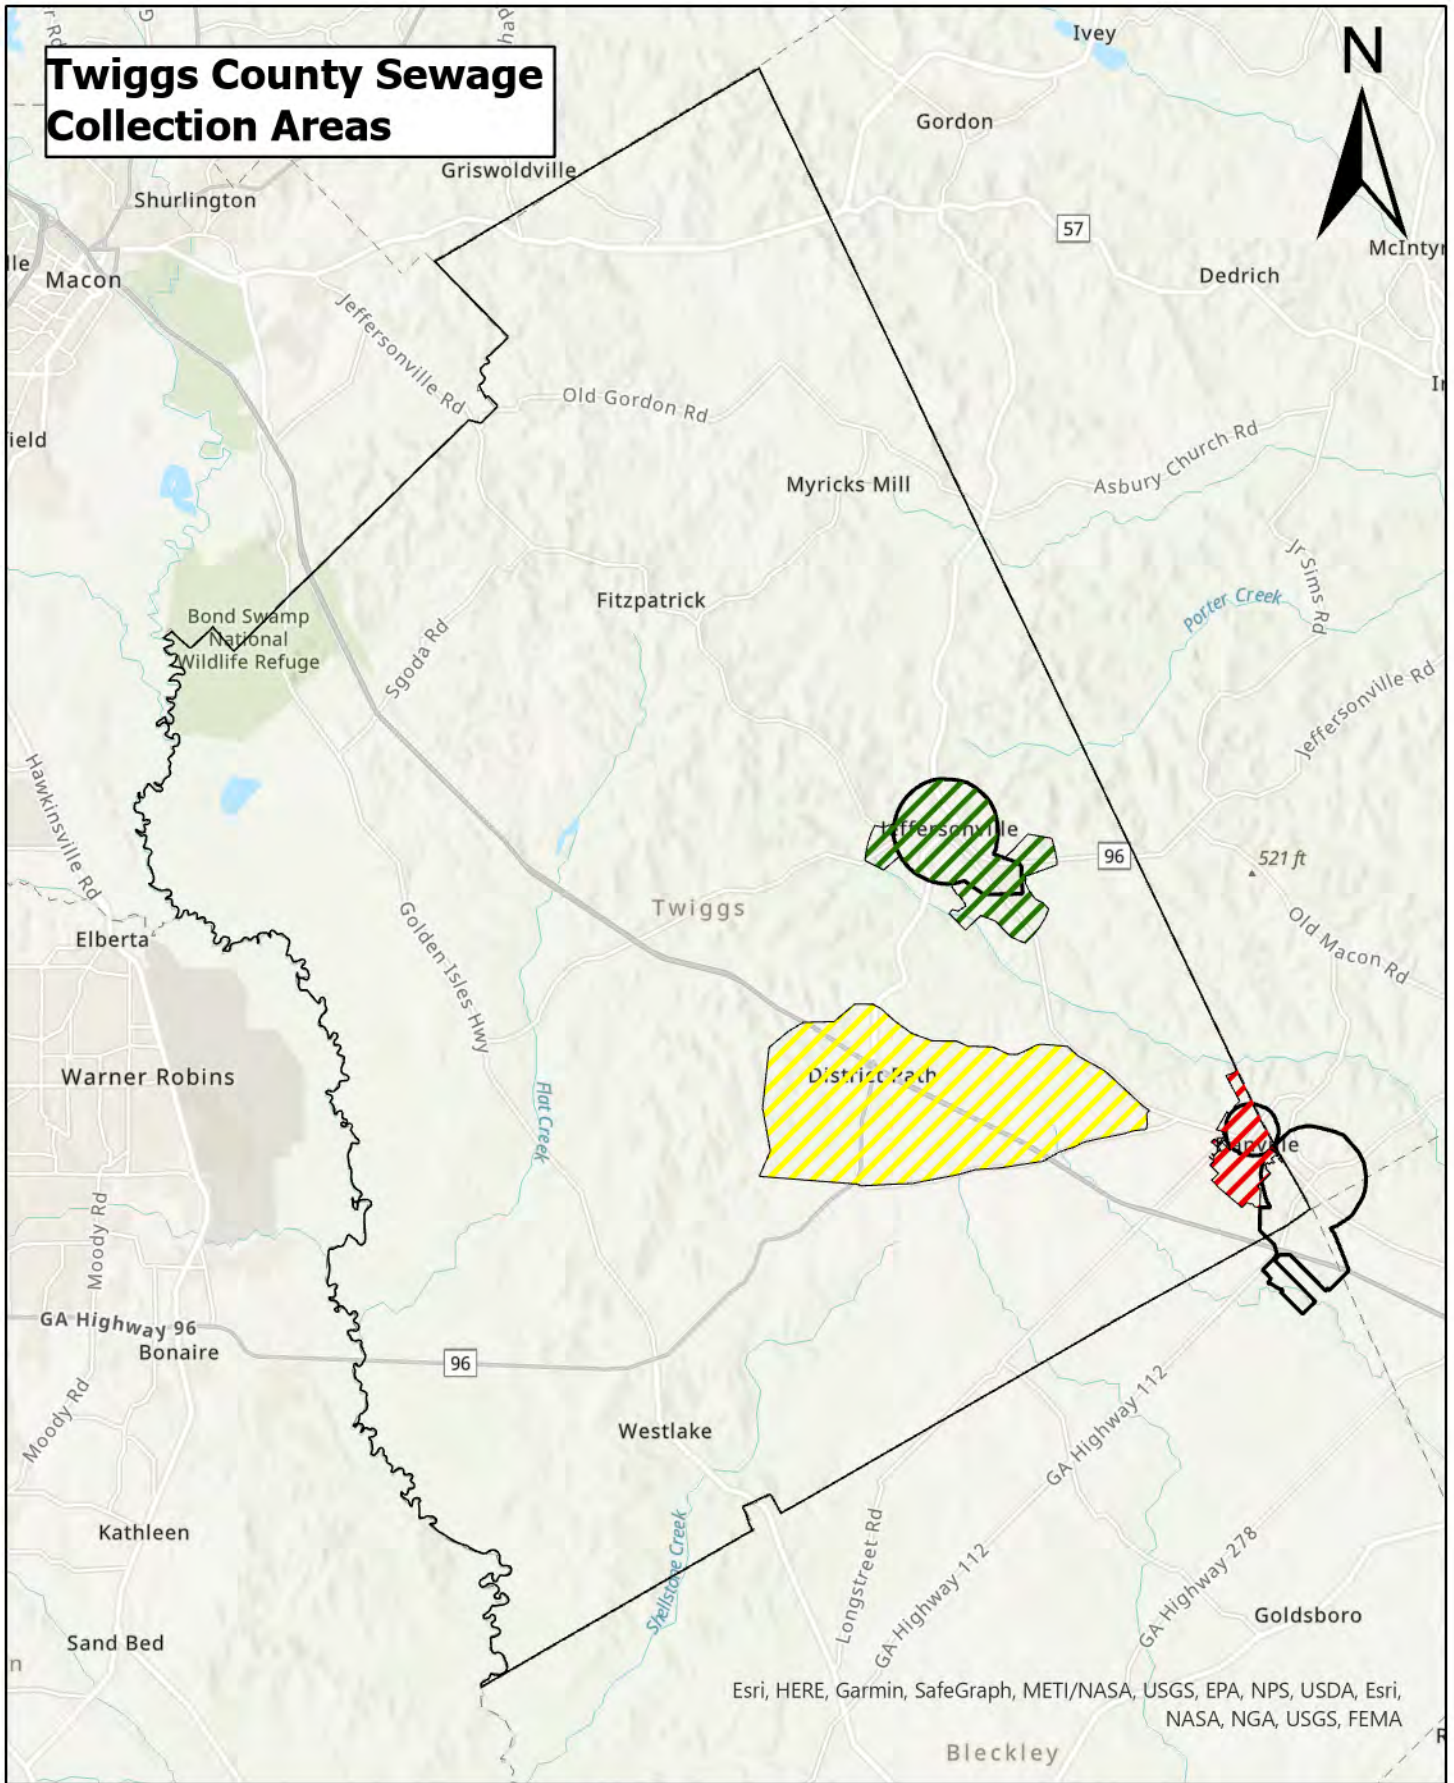 Twiggs County Sewage
Collection Areas
N
Ivey
Gordon
Griswoldville
Shurlington
57
Macon
Dedrich
Jeffersonville Rd
Old Gordon Rd
Asbury Church Rd
Myricks Mill
Jr Sims Rd
Porter Creek
Fitzpatrick
Bond Swamp
National
Wildlife Refuge
Sgoda Rd
Jeffersonville Rd
Hawkinsville Rd
Jeffersonville
96
521 ft
Twiggs
Golden Isles Hwy
Old Macon Rd
Elberta
Warner Robins
District Path
Flat Creek
Danville
Moody Rd
GA Highway 96
Bonaire
96
Moody Rd
GA Highway 112
Westlake
Kathleen
Shellstone Creek
Longstreet Rd
GA Highway 112
GA Highway 278
Goldsboro
Sand Bed
Esri, HERE, Garmin, SafeGraph, METI/NASA, USGS, EPA, NPS, USDA, Esri,
NASA, NGA, USGS, FEMA
Bleckley